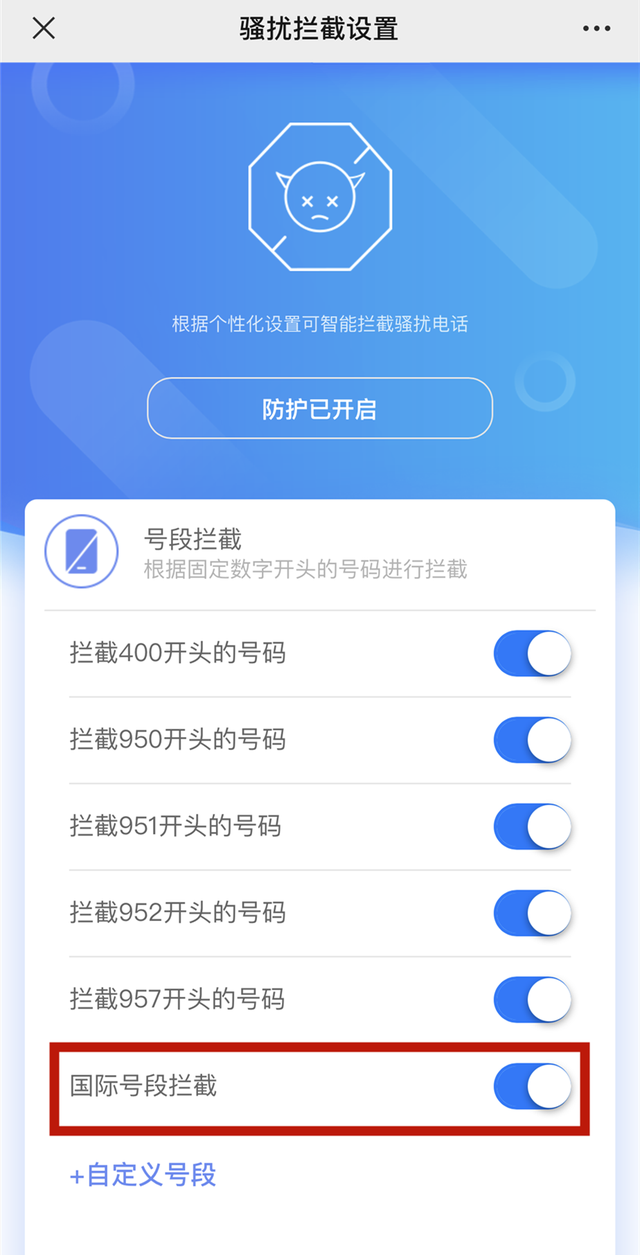 骚扰拦截设置
根据个性化设置可智能拦截骚扰电话
防护已开启
号段拦截
根据固定数字开头的号码进行拦截
拦截400开头的号码
拦截950开头的号码
拦截951开头的号码
拦截952开头的号码
拦截957开头的号码
国际号段拦截
+自定义号段